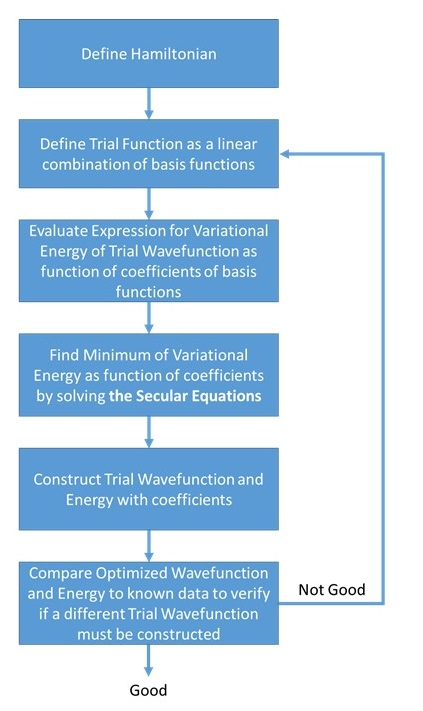 Define Hamiltonian
Define Trial Function as a linear
combination of basis functions
Evaluate Expression for Variational
Energy of Trial Wavefunction as
function of coefficients of basis
functions
Find Minimum of Variational
Energy as function of coefficients
by solving the Secular Equations
Construct Trial Wavefunction and
Energy with coefficients
Compare Optimized Wavefunction
and Energy to known data to verify
if a different Trial Wavefunction
must be constructed
Not Good
Good